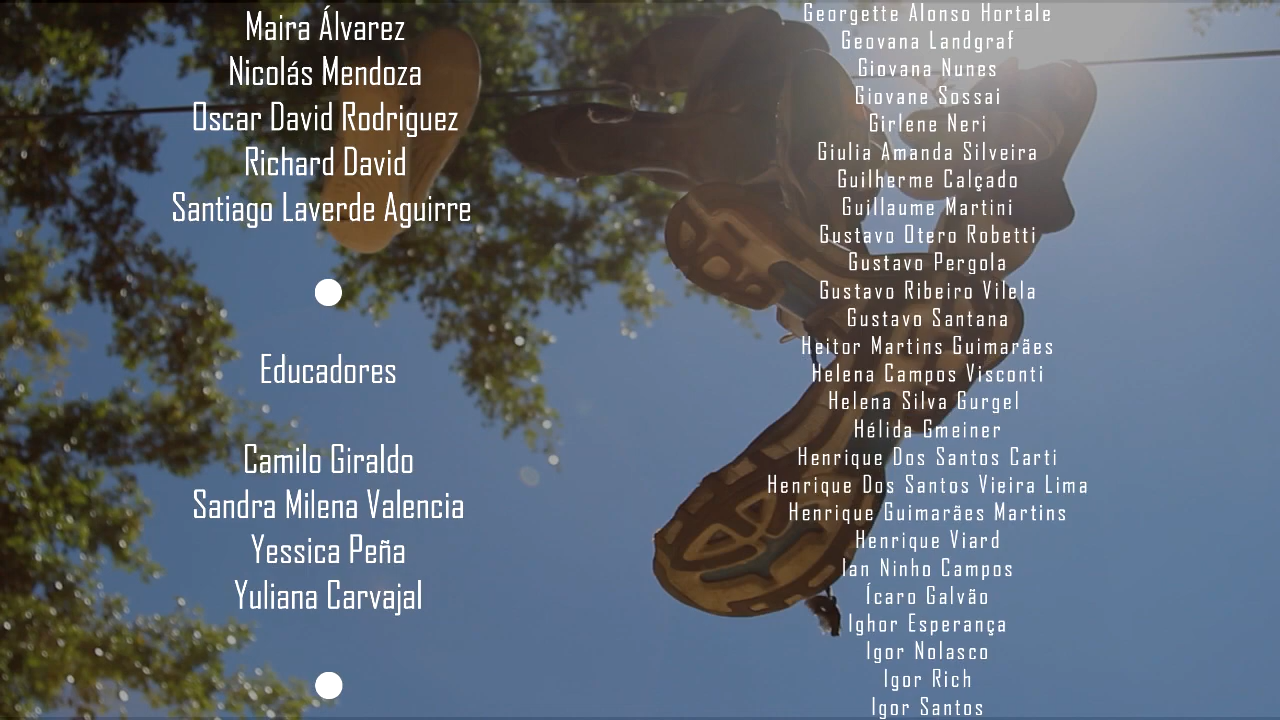 Maira Álvarez
Nicolás Mendoza
Oscar David Rodriguez
Richard David
Santiago Laverde Aguirre
Educadores
Camilo Giraldo
Sandra Milena Valencia
Yessica Peña
Yuliana Carvajal
Georgette Alonso Hortale
Geovana Landgraf
Giovana Nunes
Giovane Sossai
Girlene Neri
Giulia Amanda Silveira
Guilherme Calçado
Guillaume Martini
Gustavo Otero Robetti
Gustavo Pergola
Gustavo Ribeiro Vilela
Gustavo Santana
Heitor Martins Guimarães
Helena Campos Visconti
Helena Silva Gurgel
Hélida Gmeiner
Henrique Dos Santos Carti
Henrique Dos Santos Vieira Lima
Henrique Guimarães Martins
Henrique Viard
Ian Ninho Campos
Ícaro Galvão
Ighor Esperança
Igor Nolasco
Igor Rich
Igor Santos